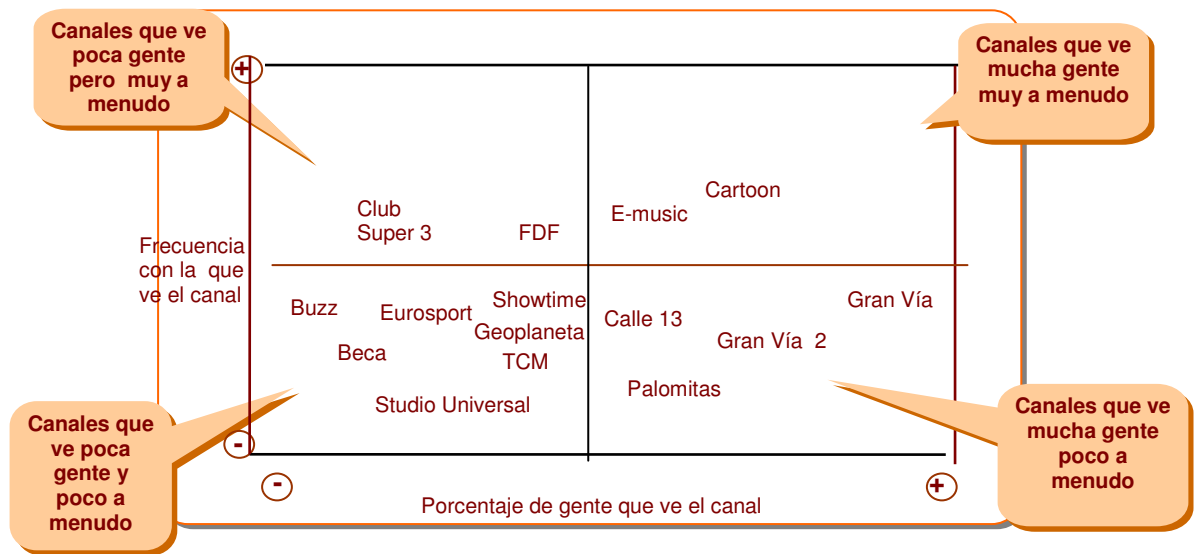 Canales que ve
poca gente
pero muy a
menudo
Canales que ve
mucha gente
muy a menudo
+
Cartoon
E-music
Club
Super 3
FDF
Frecuencia
con la que
ve el canal
Buzz
Eurosport
Showtime
Geoplaneta
Beca
TCM
Studio Universal
Calle 13
Gran Vía
Gran Vía 2
Palomitas
Canales que
ve poca
gente y
poco a
menudo
Canales que ve
mucha gente
poco a
menudo
-
-
+
Porcentaje de gente que ve el canal